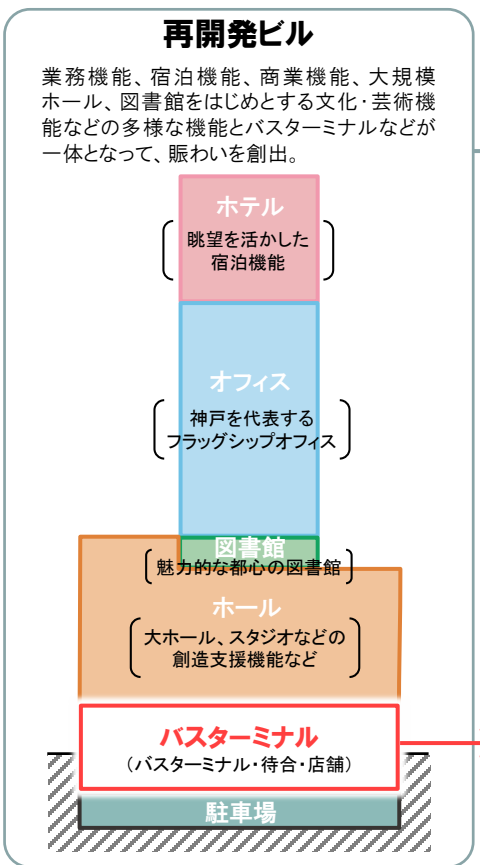 再開発ビル
業務機能、宿泊機能、商業機能、大規模
ホール、図書館をはじめとする文化･芸術機
能などの多様な機能とバスターミナルなどが
一体となって、賑わいを創出。
ホテル
眺望を活かした
宿泊機能
オフィス
神戸を代表する
フラッグシップオフィス
図書館
魅力的な都心の図書館
ホール
大ホール、スタジオなどの
創造支援機能など
バスターミナル
（バスターミナル･待合･店舗）
駐車場